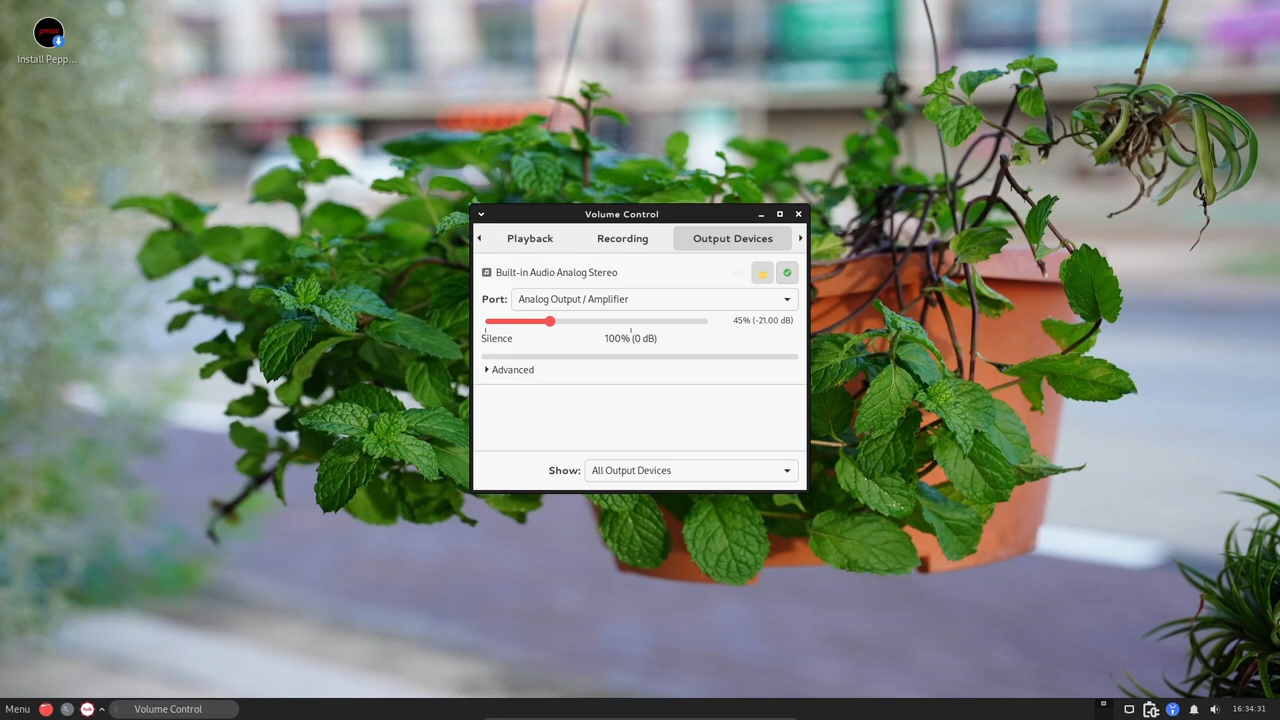 Install Pepp...
Volume Control
Playback
Recording
Output Devices
Built-in Audio Analog Stereo
Port:
Analog Output / Amplifier
45% (-21.00 dB)
Silence
100% (0 dB)
Advanced
Show:
All Output Devices
Menu
Volume Control
16:34:31